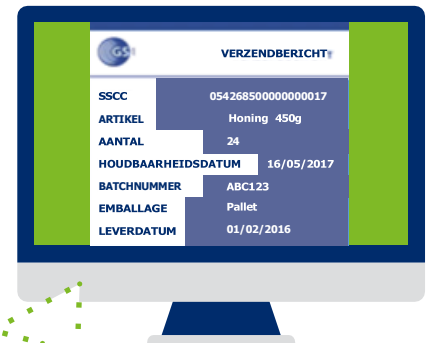 GS1
VERZENDBERICHT
SSCC 054268500000000017
ARTIKEL Honing 450g
AANTAL 24
HOUDBAARHEIDSDATUM 16/05/2017
BATCHNUMMER ABC123
EMBALLAGE Pallet
LEVERDATUM 01/02/2016